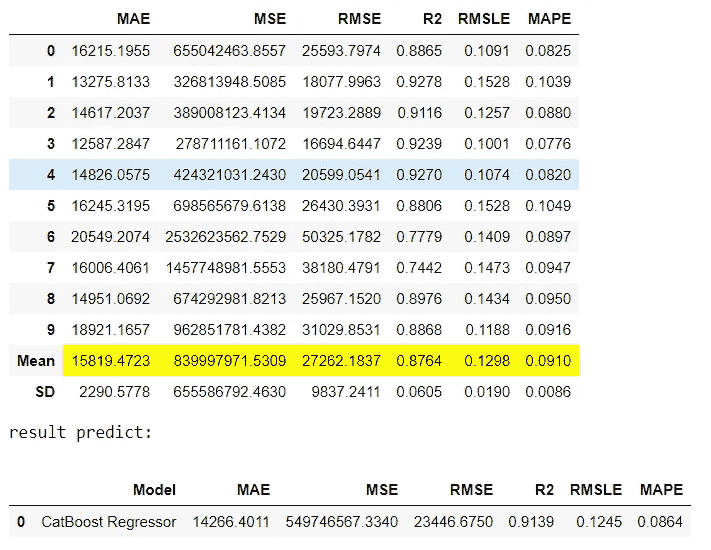 MAE MSE RMSE R2 RMSLE MAPE
0 16215.1955 655042463.8557 25593.7974 0.8865 0.1091 0.0825
1 13275.8133 326813948.5085 18077.9963 0.9278 0.1528 0.1039
2 14617.2037 389008123.4134 19723.2889 0.9116 0.1257 0.0880
3 12587.2847 278711161.1072 16694.6447 0.9239 0.1001 0.0776
4 14826.0575 424321031.2430 20599.0541 0.9270 0.1074 0.0820
5 16245.3195 698565679.6138 26430.3931 0.8806 0.1528 0.1049
6 20549.2074 2532623562.7529 50325.1782 0.7779 0.1409 0.0897
7 16006.4061 1457748981.5553 38180.4791 0.7442 0.1473 0.0947
8 14951.0692 674292981.8213 25967.1520 0.8976 0.1434 0.0950
9 18921.1657 962851781.4382 31029.8531 0.8868 0.1188 0.0916
Mean 15819.4723 839997971.5309 27262.1837 0.8764 0.1298 0.0910
SD 2290.5778 655586792.4630 9837.2411 0.0605 0.0190 0.0086
result predict:
Model MAE MSE RMSE R2 RMSLE MAPE
0 CatBoost Regressor 14266.4011 549746567.3340 23446.6750 0.9139 0.1245 0.0864